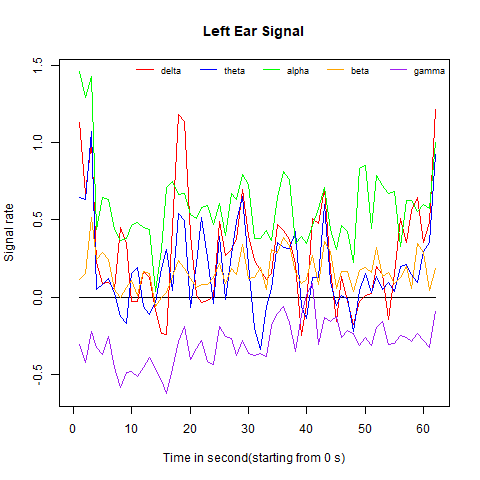 Left Ear Signal
delta theta alpha beta gamma
1.5
1.0
0.5
0.0
-0.5
Signal rate
0 10 20 30 40 50 60
Time in second(starting from 0 s)